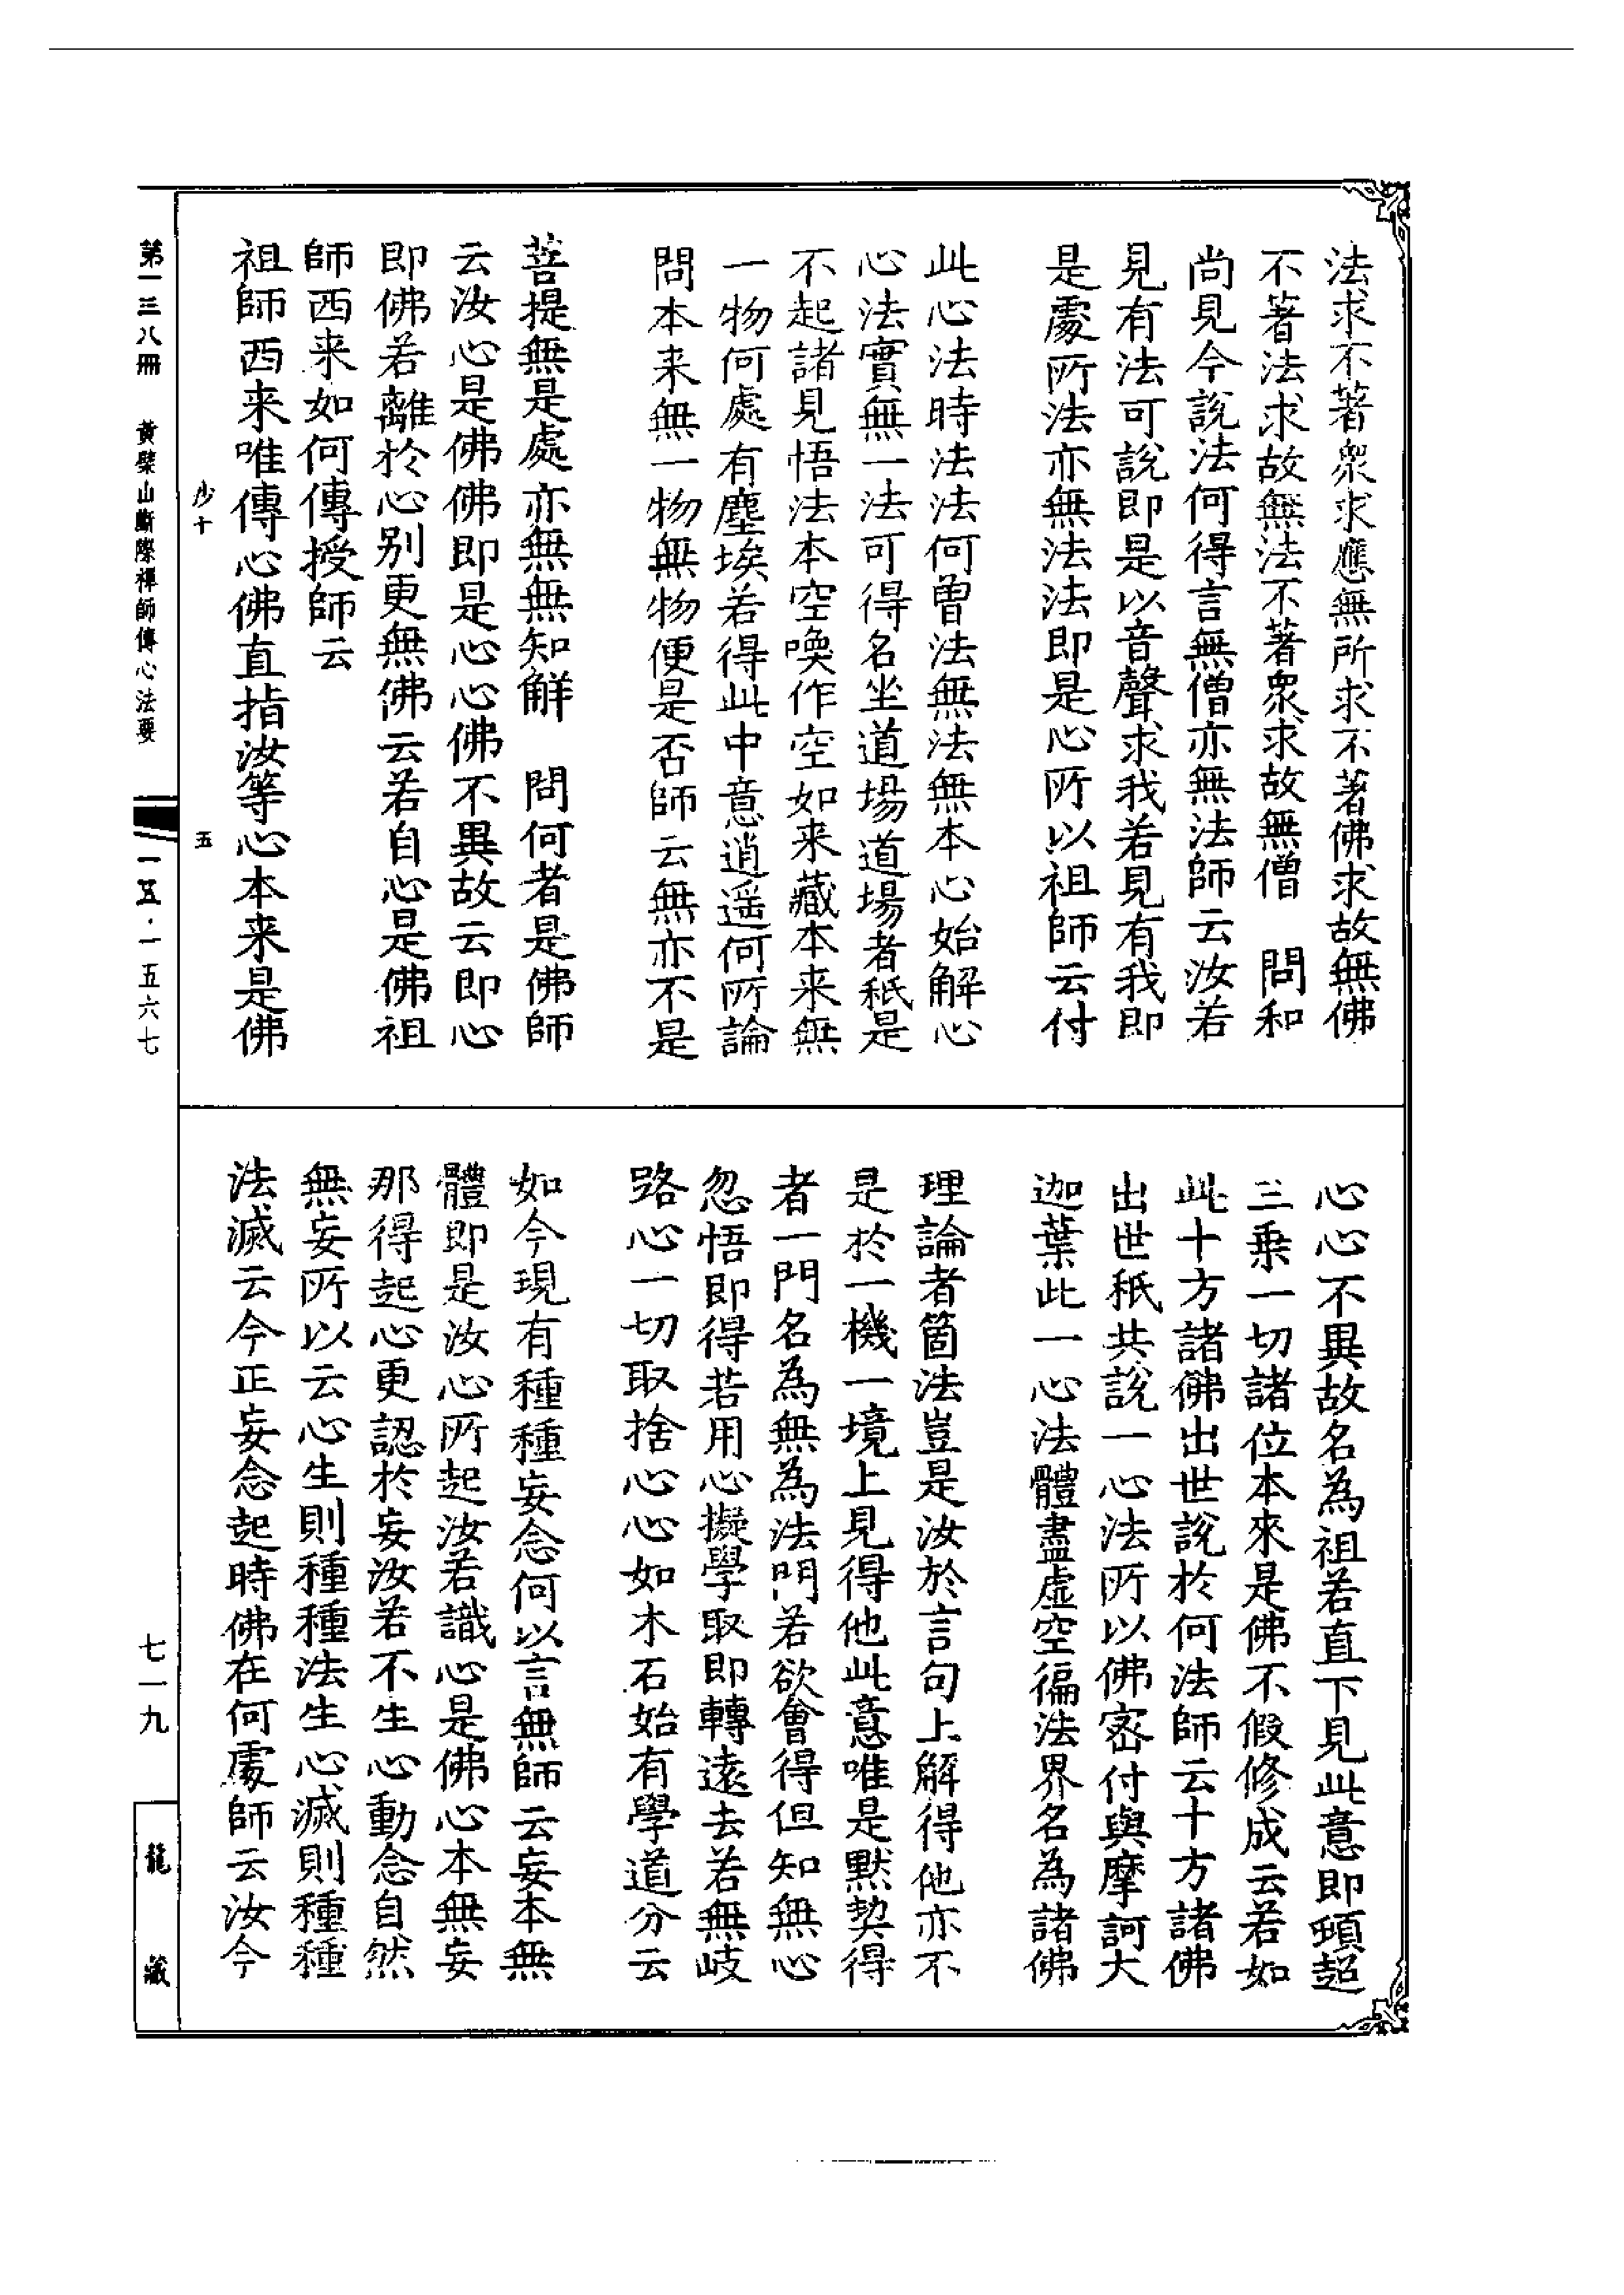 法求不著衆求應無所求不著佛求故無佛
不著法求故無法不著衆求故無僧　問和
尚見今說法何得言無僧亦無法師云汝若
見有法可說即是以音聲求我若見有我即
是處所法亦無法法即是心所以祖師云付
此心法時法法何曾法無法無本心始解心
心法實無一法可得名坐道場道場者秖是
不起諸見悟法本空喚作空如来藏本来無
一物何處有塵埃若得此中意逍遥何所論
問本来無一物無物便是否師云無亦不是
菩提無是處亦無無知解　問何者是佛師
云汝心是佛佛即是心心佛不異故云即心
即佛若離於心别更無佛云若自心是佛祖
師西来如何傳授師云
祖師西来唯傳心佛直指汝等心本来是佛
心心不異故名為祖若直下見此意即頓超
三乗一切諸位本來是佛不假修成云若如
此十方諸佛出世說於何法師云十方諸佛
出世秖共說一心法所以佛密付與摩訶大
迦葉此一心法體盡虚空徧法界名為諸佛
理論者箇法豈是汝於言句上解得他亦不
是於一機一境上見得他此意唯是默契得
者一門名為無為法門若欲會得但知無心
忽悟即得若用心擬學取即轉遠去若無岐
路心一切取捨心心如木石始有學道分云
如今現有種種妄念何以言無師云妄本無
體即是汝心所起汝若識心是佛心本無妄
那得起心更認於妄汝若不生心動念自然
無妄所以云心生則種種法生心滅則種種
法滅云今正妄念起時佛在何處師云汝今
少十　五
第一三八冊　黃檗山斷際禪師傳心法要　一五·一五六七　七一九
龍藏